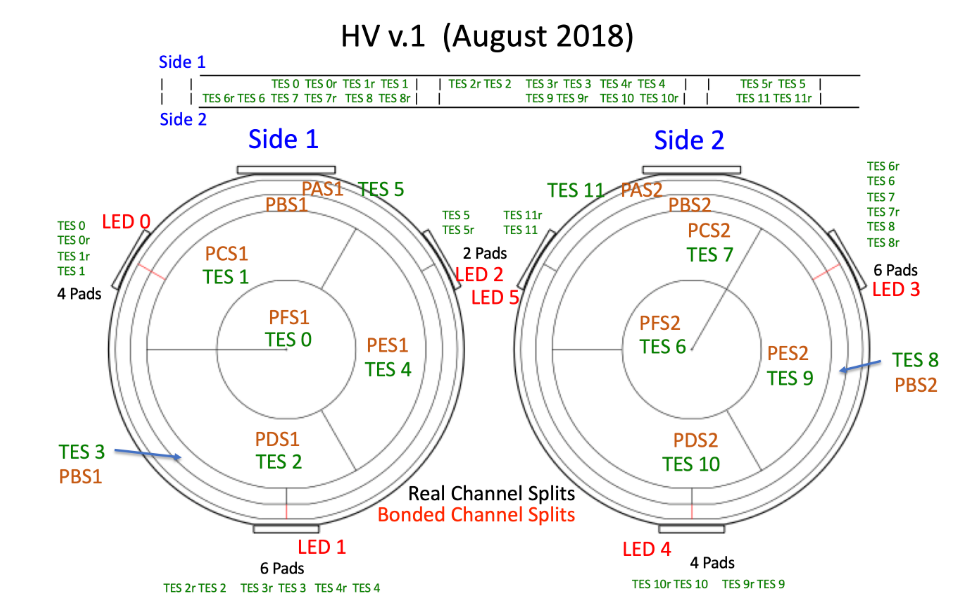 HV v.1 (August 2018)
Side 1
TES 0 TES 0r TES 1r TES 1 TES 2r TES 2 TES 3r TES 3 TES 4r TES 4 TES 5r TES 5
TES 6r TES 6 TES 7 TES 7r TES 8 TES 8r TES 9 TES 9r TES 10 TES 10r TES 11 TES 11r
Side 2
Side 1
Side 2
PAS1 TES 5
PBS1
TES 11 PAS2
PBS2
TES 6r
TES 6
TES 7
TES 7r
TES 8
TES 8r
TES 0
TES 0r
TES 1r
TES 1
4 Pads
LED 0
TES 5
TES 5r
2 Pads
LED 2
LED 5
TES 11r
TES 11
PCS1
TES 1
PCS2
TES 7
6 Pads
LED 3
PFS1
TES 0
PES1
TES 4
PFS2
TES 6
PES2
TES 9
TES 8
PBS2
PDS1
TES 2
PDS2
TES 10
TES 3
PBS1
Real Channel Splits
Bonded Channel Splits
LED 1
6 Pads
TES 2r TES 2 TES 3r TES 3 TES 4r TES 4
LED 4
4 Pads
TES 10r TES 10 TES 9r TES 9